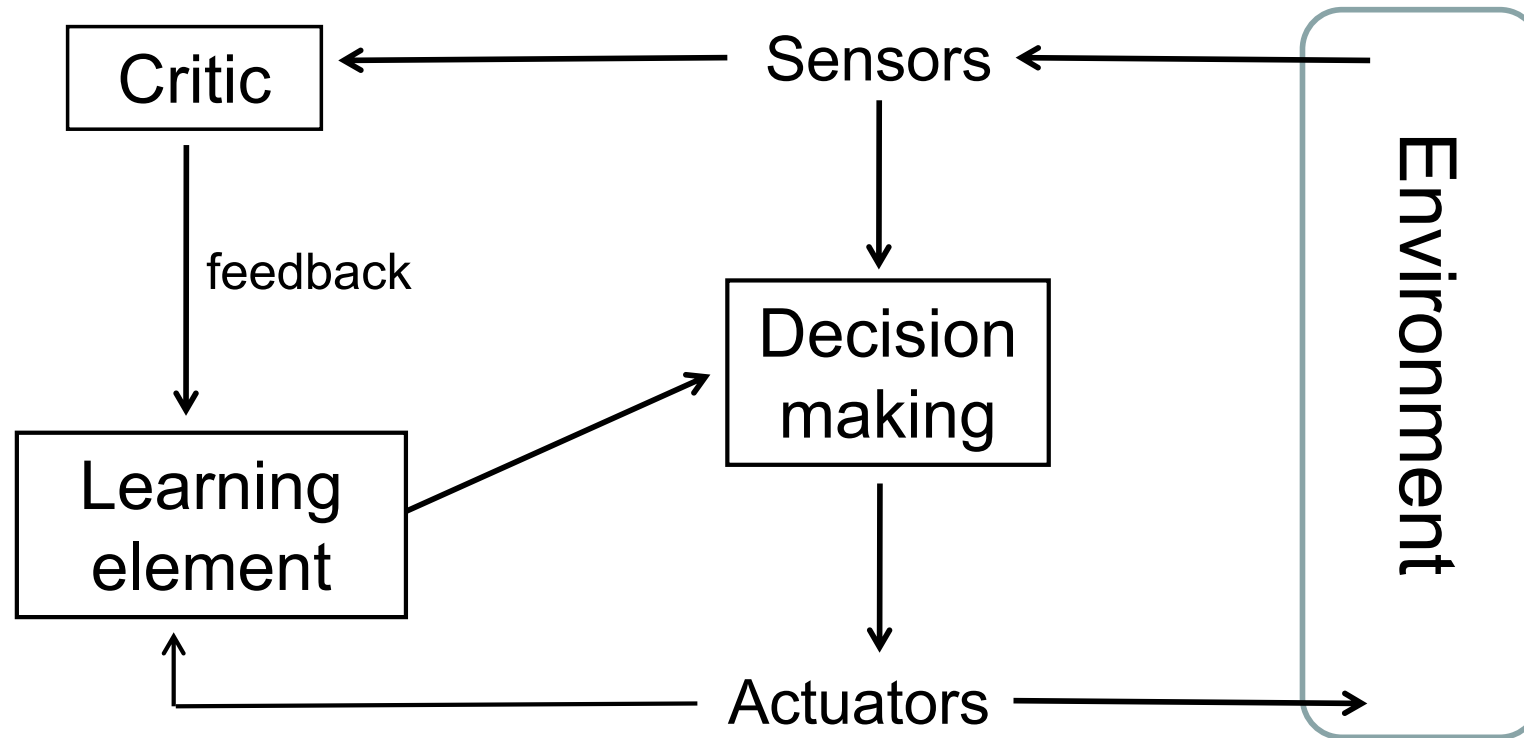 Critic
Sensors
Environment
feedback
Decision
making
Learning
element
Actuators